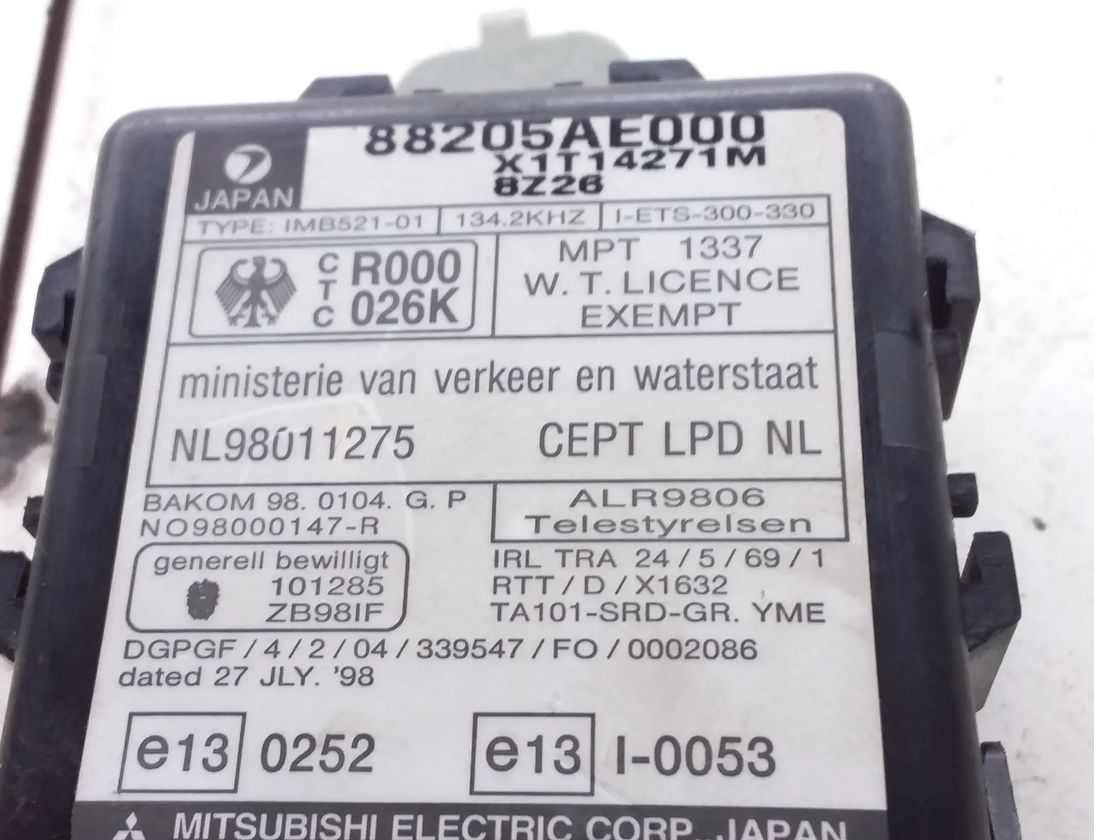 88205AE000
X1T14271M
8Z26
JAPAN
TYPE: IMB521-01 134.2KHZ I-ETS-300-330
CTC R000 026K
MPT 1337
W. T. LICENCE
EXEMPT
ministerie van verkeer en waterstaat
NL98011275 CEPT LPD NL
BAKOM 98. 0104. G. P
NO98000147-R
ALR9806
Telestyrelsen
generell bewilligt
101285
ZB98IF
IRL TRA 24/5/69/1
RTT/D/X1632
TA101-SRD-GR. YME
DGPGF/4/2/04/339547/FO/0002086
dated 27 JLY. '98
e13 0252 e13 I-0053
MITSUBISHI ELECTRIC CORP. JAPAN